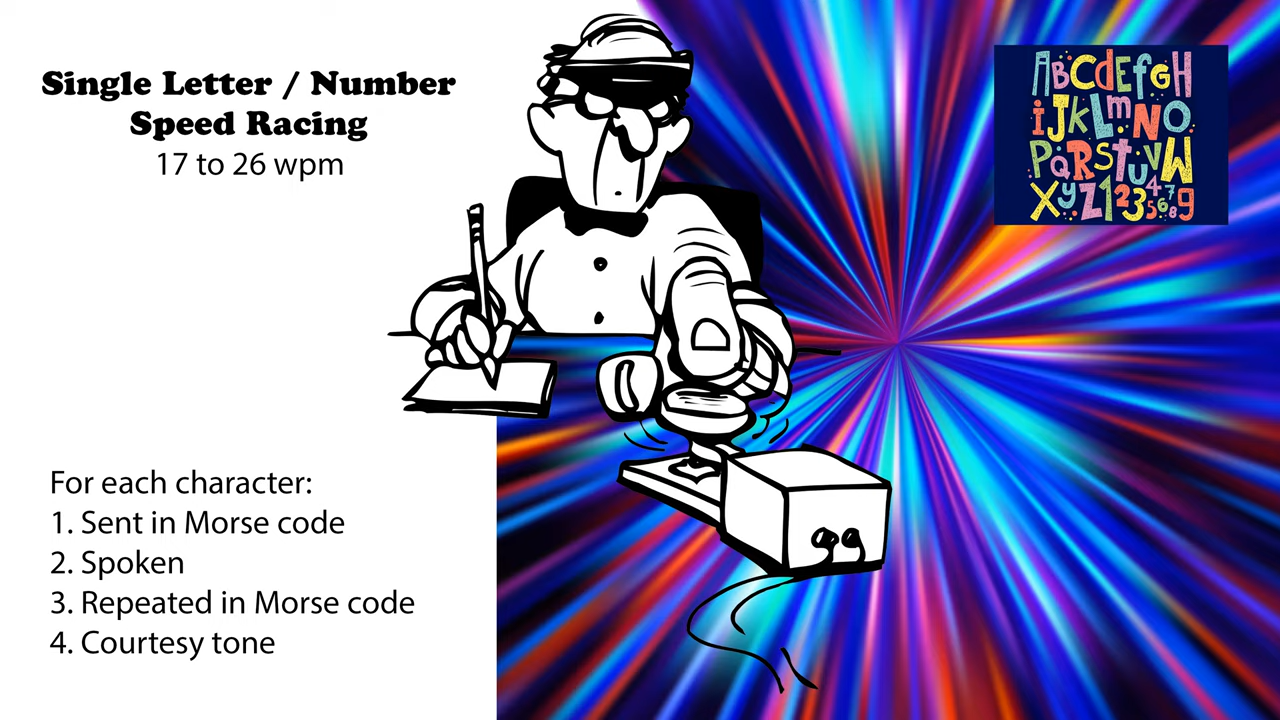 Single Letter / Number
Speed Racing
17 to 26 wpm
ABCdEfGH
iJKLmNO
PQRStuvW
XyZ123456789
For each character:
1. Sent in Morse code
2. Spoken
3. Repeated in Morse code
4. Courtesy tone